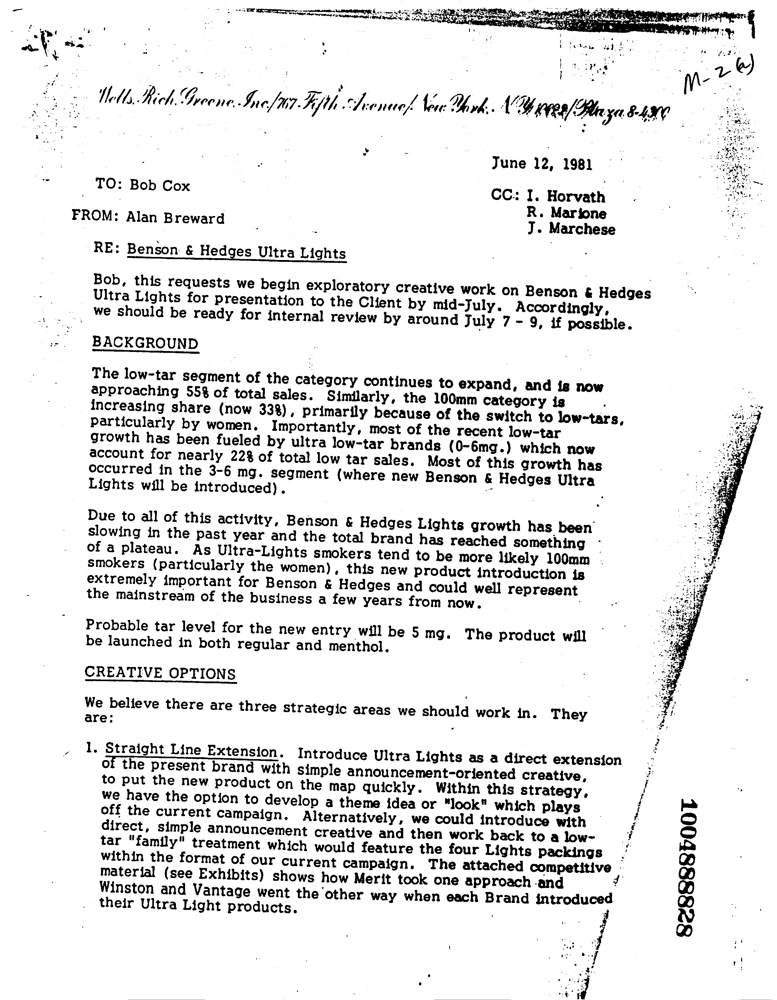 M-2(a)
Wells, Rich, Greene, Inc./767 Fifth Avenue/ New York, N.Y. 10022/Plaza 8-4300
June 12, 1981
TO: Bob Cox
CC: I. Horvath
R. Marione
J. Marchese
FROM: Alan Breward
RE: Benson & Hedges Ultra Lights
Bob, this requests we begin exploratory creative work on Benson & Hedges
Ultra Lights for presentation to the Client by mid-July. Accordingly,
we should be ready for internal review by around July 7 - 9, if possible.
BACKGROUND
The low-tar segment of the category continues to expand, and is now
approaching 55% of total sales. Similarly, the 100mm category is
increasing share (now 33%), primarily because of the switch to low-tars,
particularly by women. Importantly, most of the recent low-tar
growth has been fueled by ultra low-tar brands (0-6mg.) which now
account for nearly 22% of total low tar sales. Most of this growth has
occurred in the 3-6 mg. segment (where new Benson & Hedges Ultra
Lights will be introduced).
Due to all of this activity, Benson & Hedges Lights growth has been
slowing in the past year and the total brand has reached something
of a plateau. As Ultra-Lights smokers tend to be more likely 100mm
smokers (particularly the women), this new product introduction is
extremely important for Benson & Hedges and could well represent
the mainstream of the business a few years from now.
Probable tar level for the new entry will be 5 mg. The product will
be launched in both regular and menthol.
CREATIVE OPTIONS
We believe there are three strategic areas we should work in. They
are:
1. Straight Line Extension. Introduce Ultra Lights as a direct extension
of the present brand with simple announcement-oriented creative,
to put the new product on the map quickly. Within this strategy,
we have the option to develop a theme idea or "look" which plays
off the current campaign. Alternatively, we could introduce with
direct, simple announcement creative and then work back to a low-
tar "family" treatment which would feature the four Lights packings
within the format of our current campaign. The attached competitive
material (see Exhibits) shows how Merit took one approach and
Winston and Vantage went the other way when each Brand introduced
their Ultra Light products.
1004888828